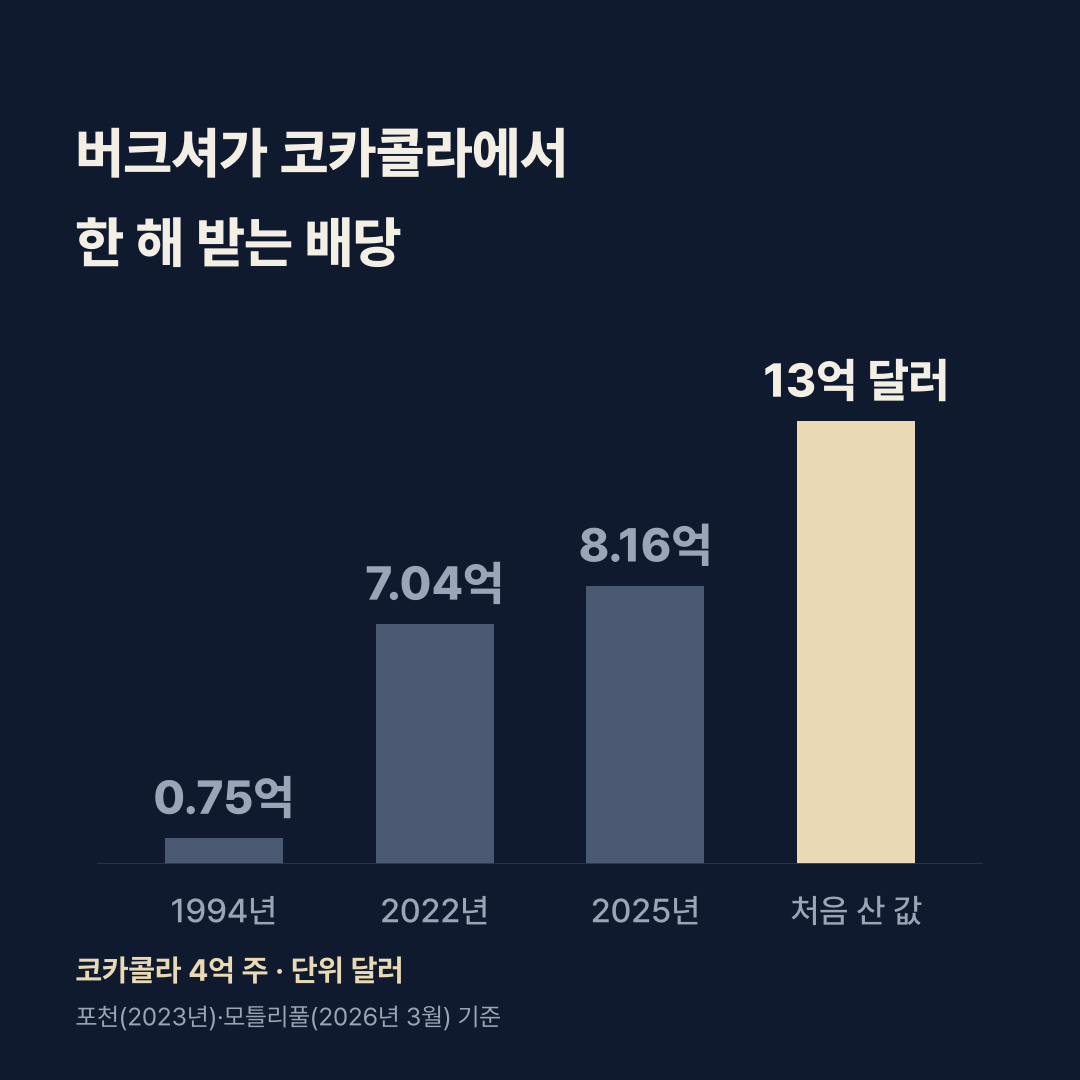 버크셔가 코카콜라에서
한 해 받는 배당
13억 달러
8.16억
7.04억
0.75억
1994년
2022년
2025년
처음 산 값
코카콜라 4억 주 · 단위 달러
포천(2023년)·모틀리풀(2026년 3월) 기준